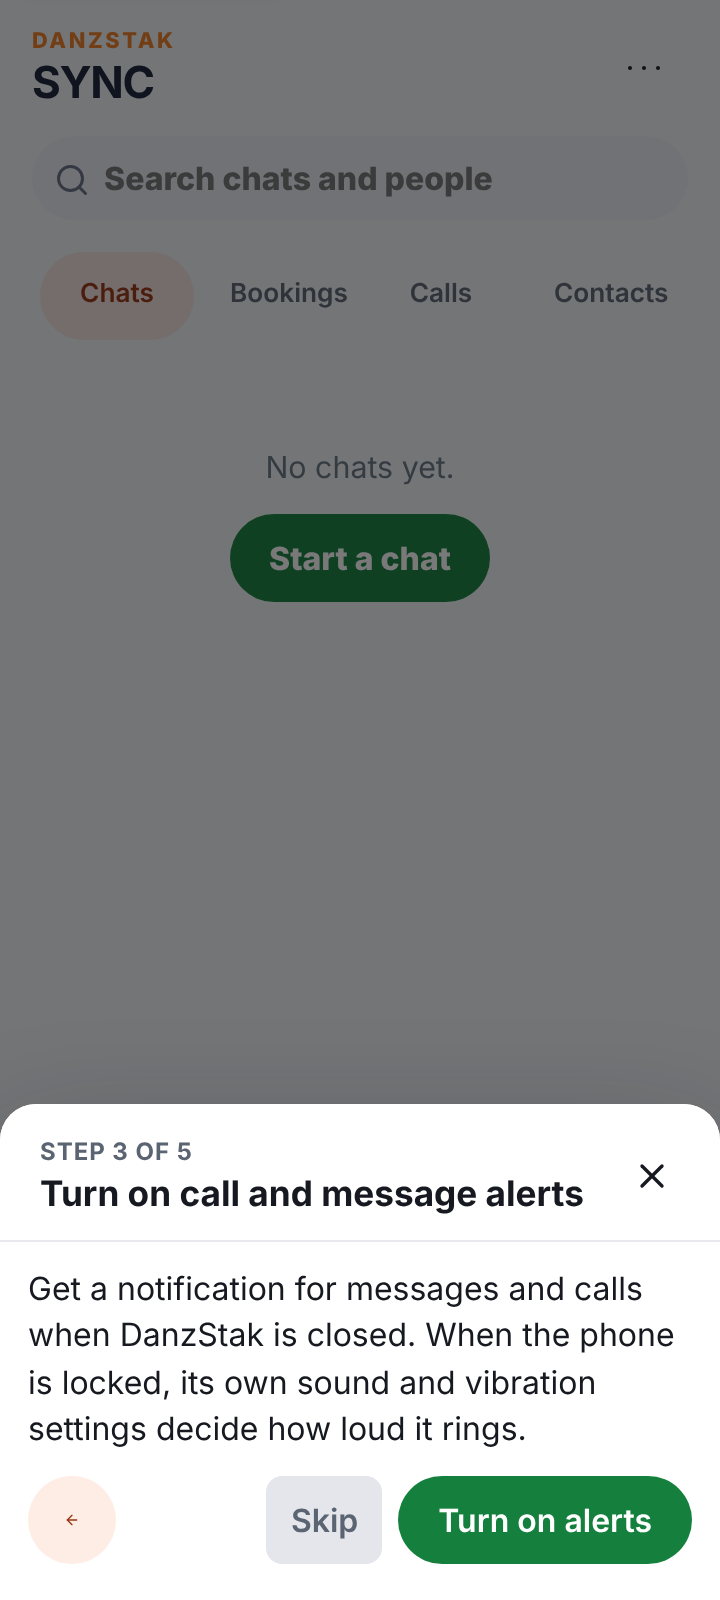 DANZSTAK
SYNC
Search chats and people
Chats Bookings Calls Contacts
No chats yet.
Start a chat
STEP 3 OF 5
Turn on call and message alerts
Get a notification for messages and calls
when DanzStak is closed. When the phone
is locked, its own sound and vibration
settings decide how loud it rings.
Skip Turn on alerts